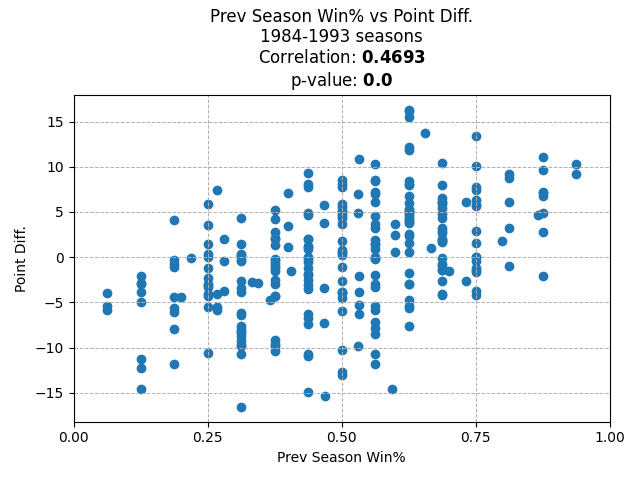 Prev Season Win% vs Point Diff.
1984-1993 seasons
Correlation: 0.4693
p-value: 0.0
15
10
5
0
−5
−10
−15
Point Diff.
0.00 0.25 0.50 0.75 1.00
Prev Season Win%